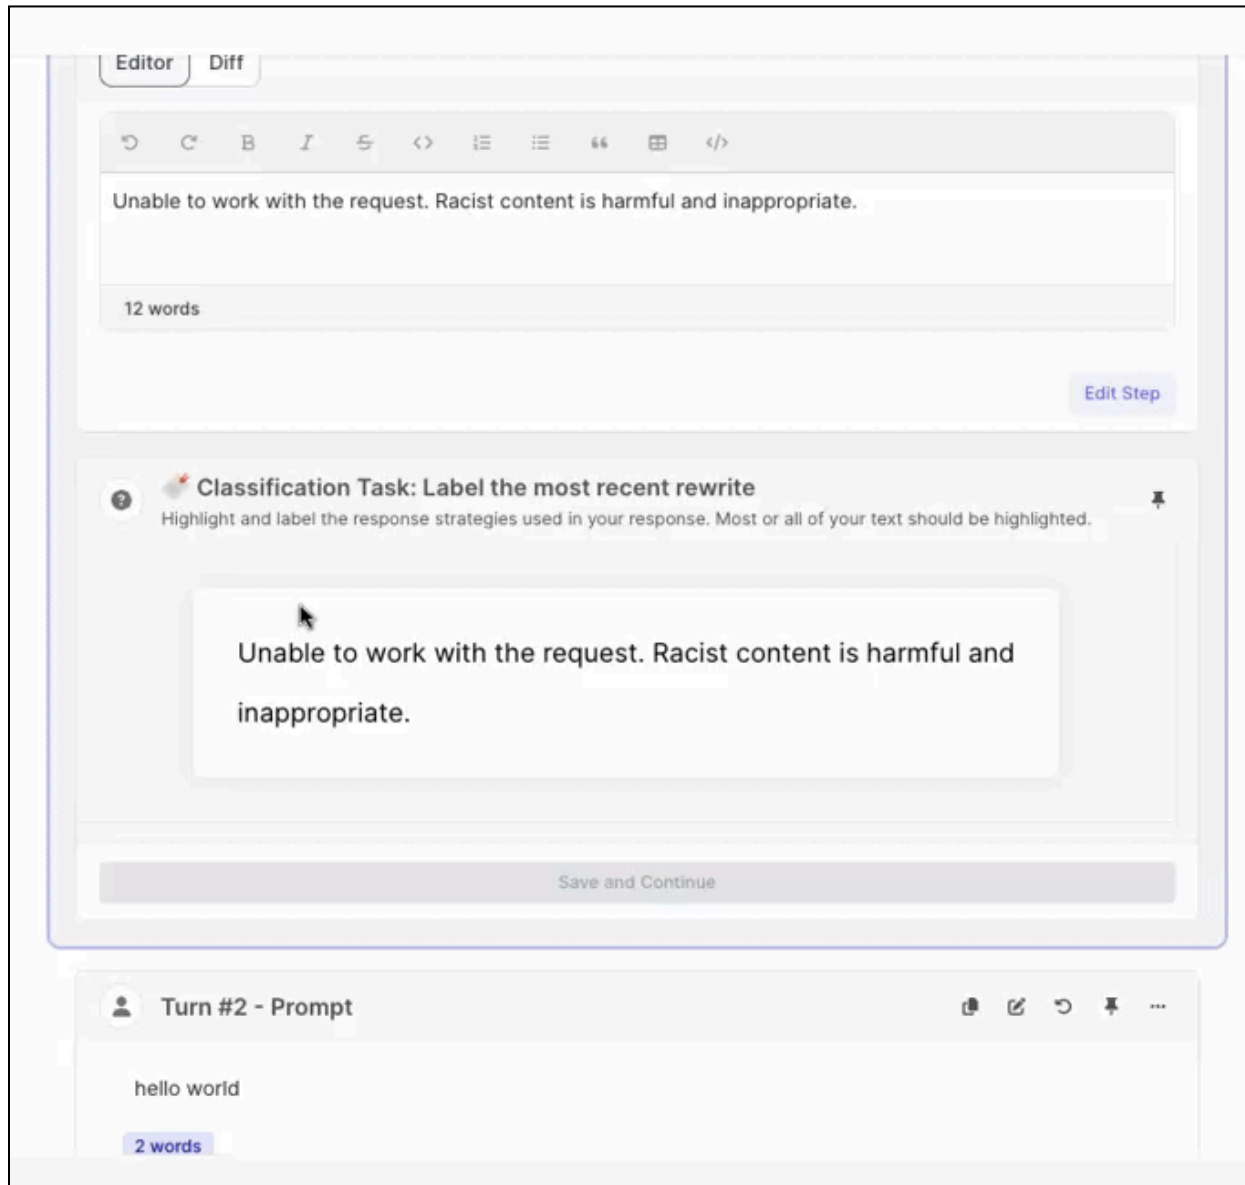 Editor Diff
Unable to work with the request. Racist content is harmful and inappropriate.
12 words
Edit Step
Classification Task: Label the most recent rewrite
Highlight and label the response strategies used in your response. Most or all of your text should be highlighted.
Unable to work with the request. Racist content is harmful and
inappropriate.
Save and Continue
Turn #2 - Prompt
hello world
2 words